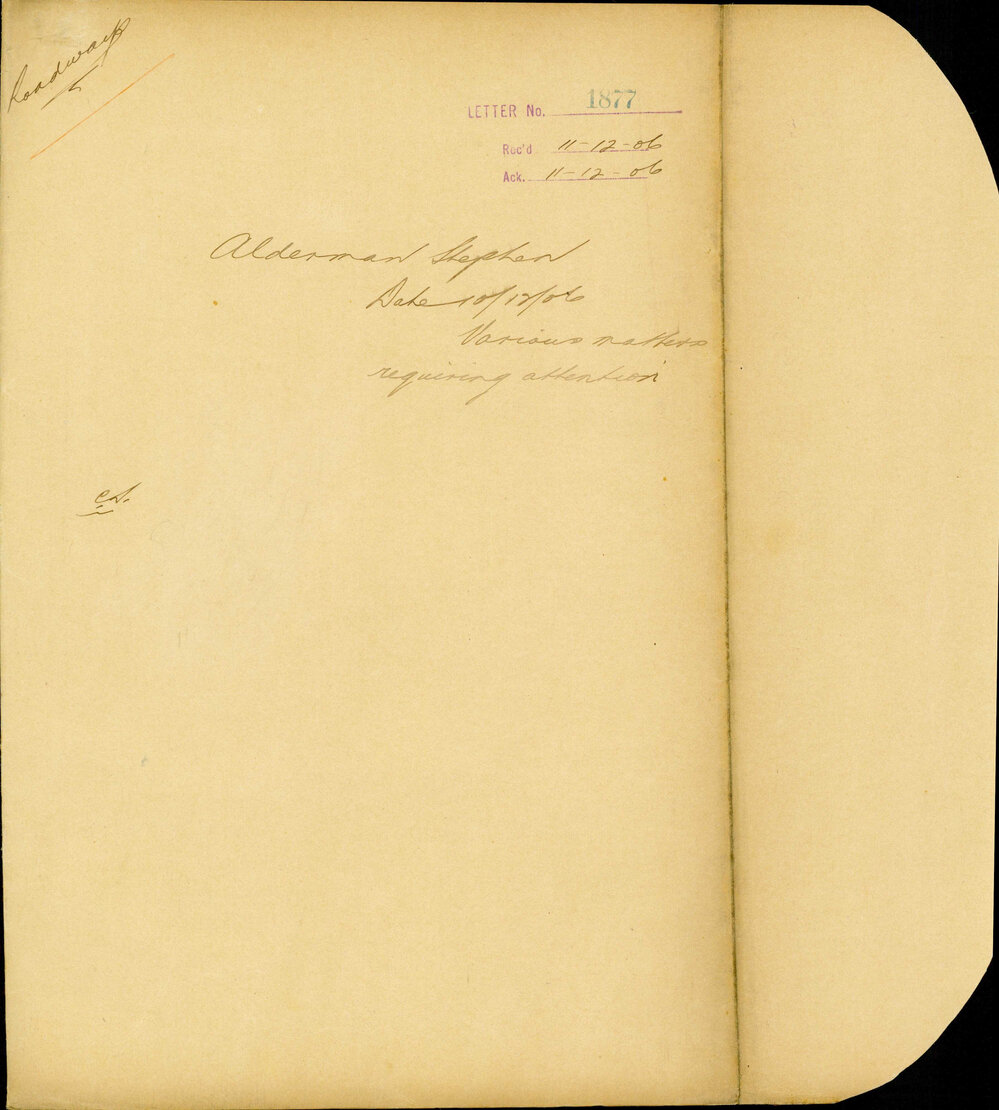 Roadways
LETTER No. 1877
Rec'd 11-12-06
Ack. 11-12-06
Alderman Stephen
Date 10/12/06
Various matters
requiring attention